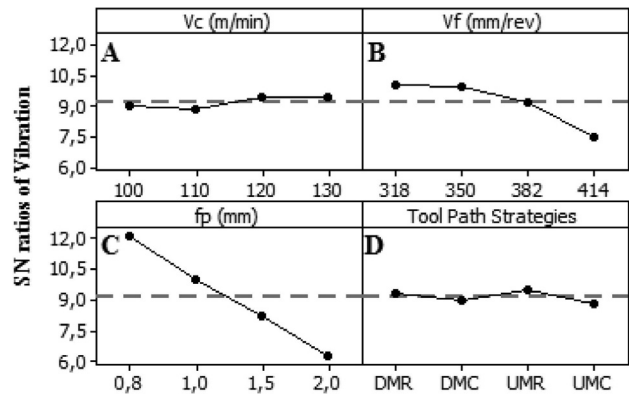 Vc (m/min)
Vf (mm/rev)
12,0
10,5
9,0
7,5
6,0
A
B
100 110 120 130
318 350 382 414
SN ratios of Vibration
fp (mm)
Tool Path Strategies
12,0
10,5
9,0
7,5
6,0
C
D
0,8 1,0 1,5 2,0
DMR DMC UMR UMC